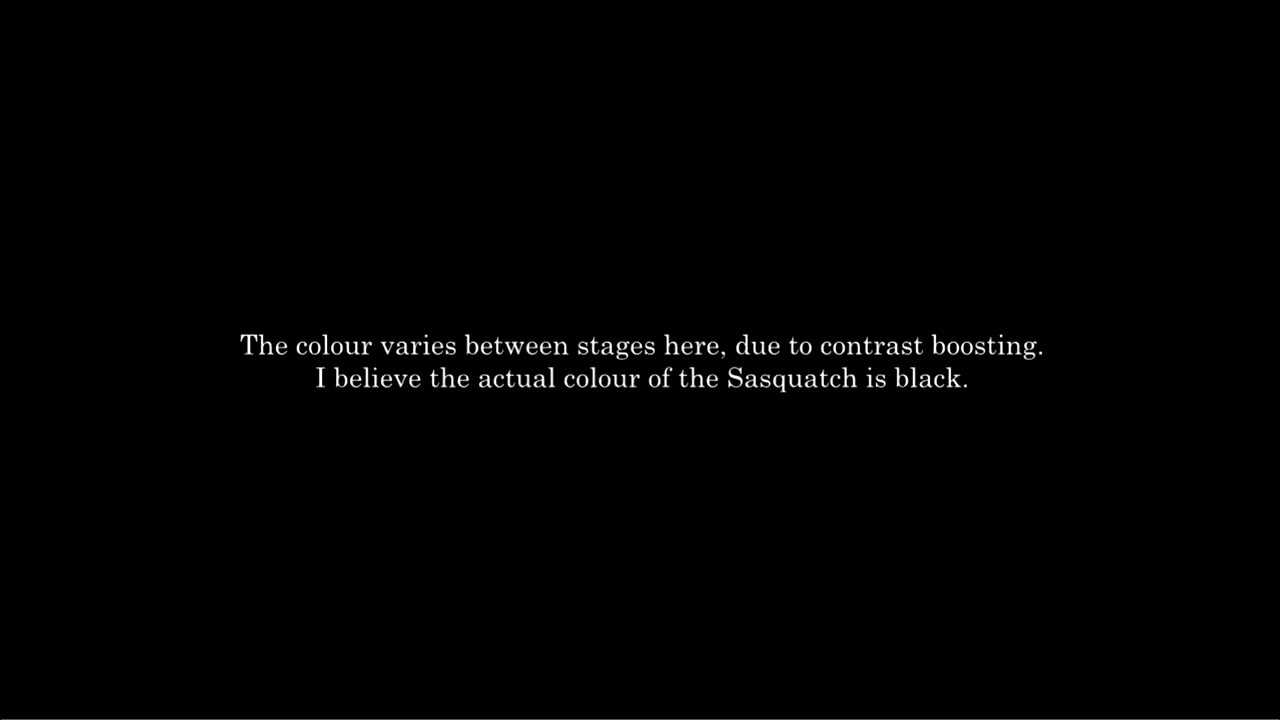 The colour varies between stages here, due to contrast boosting.
I believe the actual colour of the Sasquatch is black.